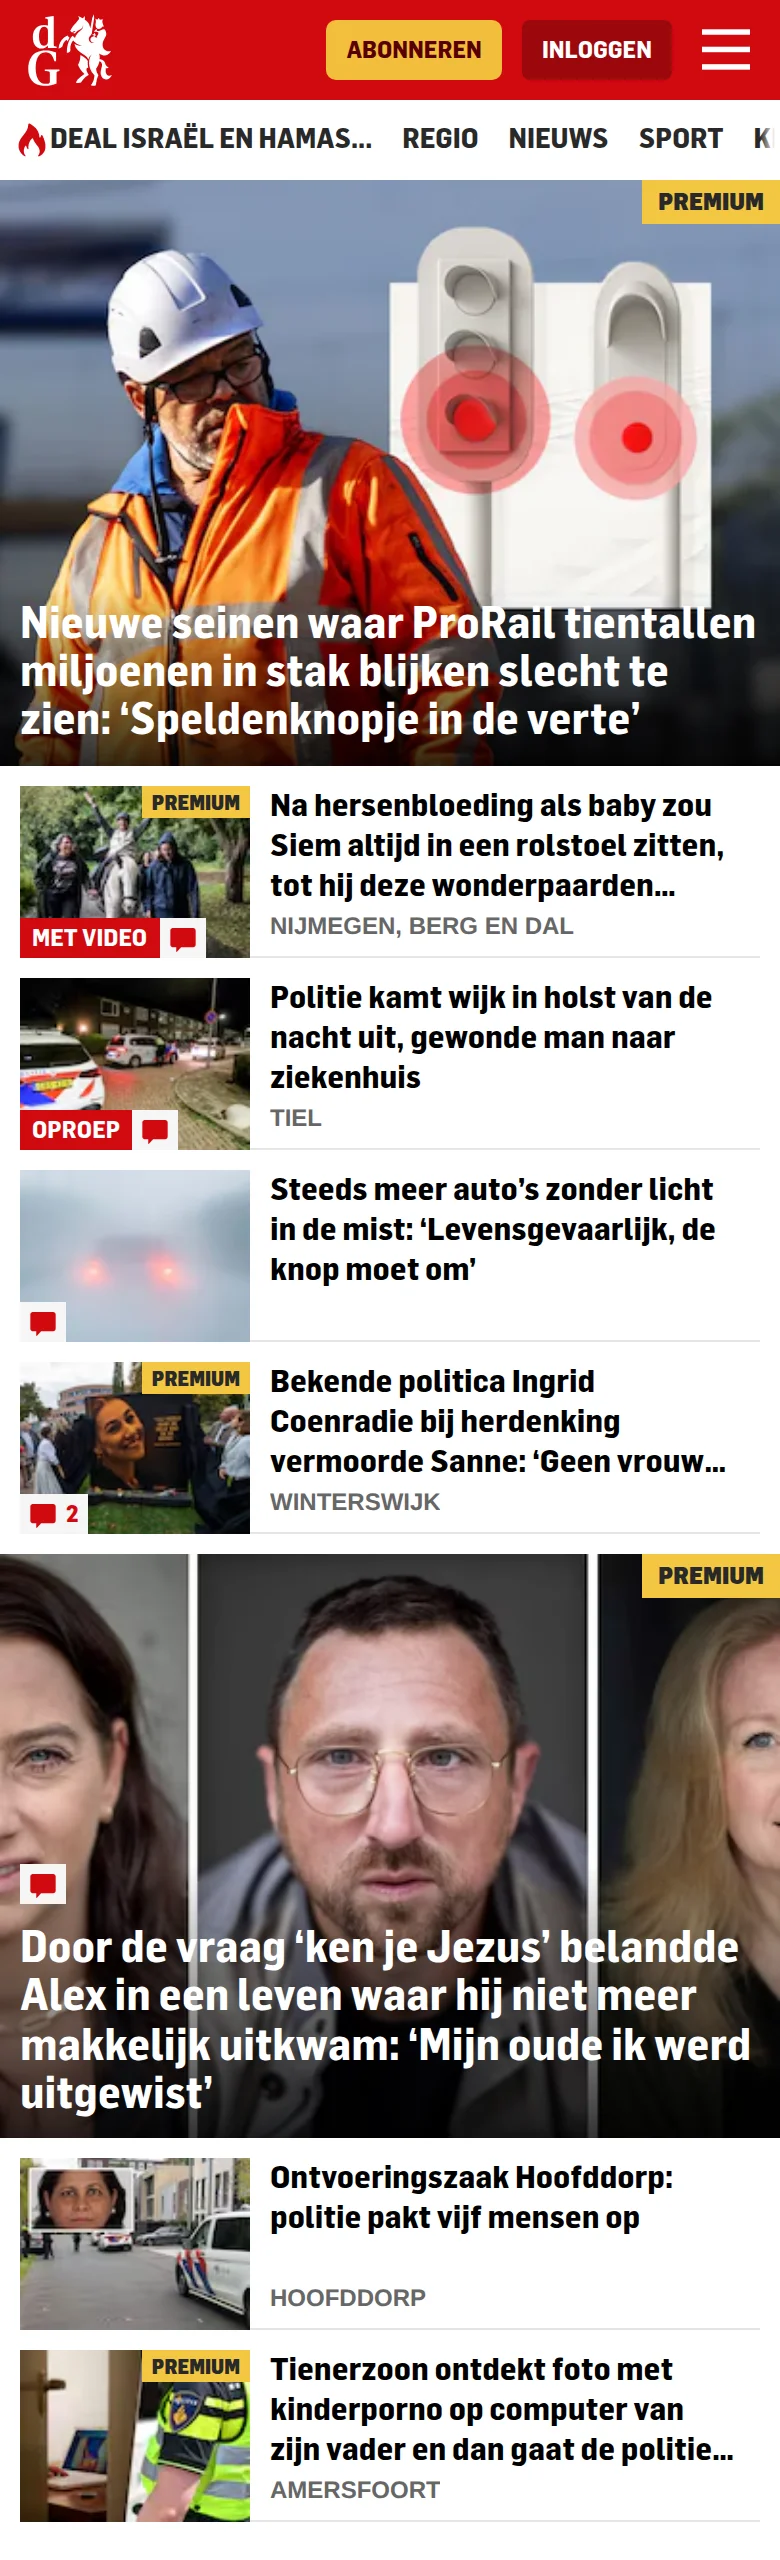 dG
ABONNEREN
INLOGGEN
DEAL ISRAËL EN HAMAS... REGIO NIEUWS SPORT
PREMIUM
Nieuwe seinen waar ProRail tientallen
miljoenen in stak blijken slecht te
zien: ‘Speldenknopje in de verte’
PREMIUM
MET VIDEO
Na hersenbloeding als baby zou
Siem altijd in een rolstoel zitten,
tot hij deze wonderpaarden...
NIJMEGEN, BERG EN DAL
OPROEP
Politie kamt wijk in holst van de
nacht uit, gewonde man naar
ziekenhuis
TIEL
Steeds meer auto’s zonder licht
in de mist: ‘Levensgevaarlijk, de
knop moet om’
PREMIUM
2
Bekende politica Ingrid
Coenradie bij herdenking
vermoorde Sanne: ‘Geen vrouw...
WINTERSWIJK
PREMIUM
Door de vraag ‘ken je Jezus’ belandde
Alex in een leven waar hij niet meer
makkelijk uitkwam: ‘Mijn oude ik werd
uitgewist’
Ontvoeringszaak Hoofddorp:
politie pakt vijf mensen op
HOOFDDORP
PREMIUM
Tienerzoon ontdekt foto met
kinderporno op computer van
zijn vader en dan gaat de politie...
AMERSFOORT